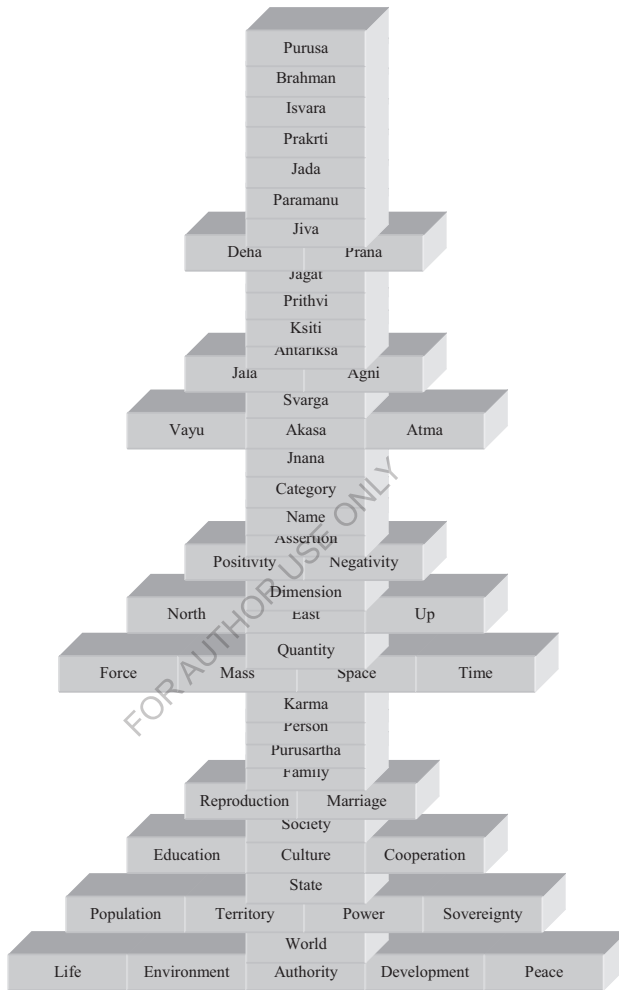 Purusa
Brahman
Isvara
Prakrti
Jada
Paramanu
Jiva
Deha Prana
Jagat
Prithvi
Ksiti
Antariksa
Jala Agni
Svarga
Vayu Akasa Atma
Jnana
Category
Name
Assertion
Positivity Negativity
Dimension
North East Up
Quantity
Force Mass Space Time
Karma
Person
Purusartha
Family
Reproduction Marriage
Society
Education Culture Cooperation
State
Population Territory Power Sovereignty
World
Life Environment Authority Development Peace
FOR AUTHOR USE ONLY